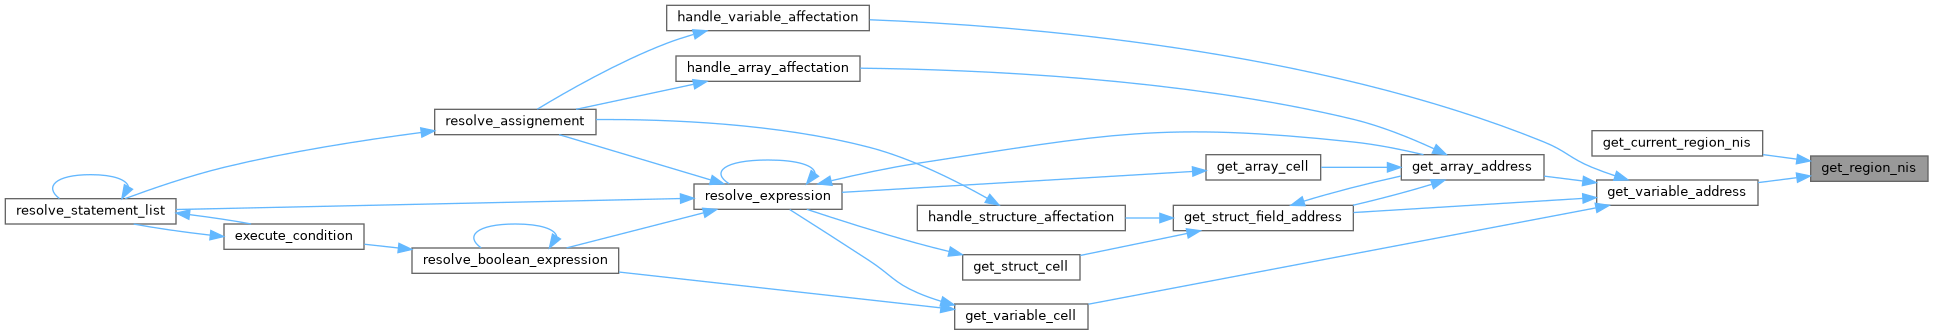 handle_variable_affectation
handle_array_affectation
resolve_assignement
get_current_region_nis
get_region_nis
get_array_cell
get_array_address
get_variable_address
resolve_expression
resolve_statement_list
handle_structure_affectation
get_struct_field_address
execute_condition
resolve_boolean_expression
get_struct_cell
get_variable_cell